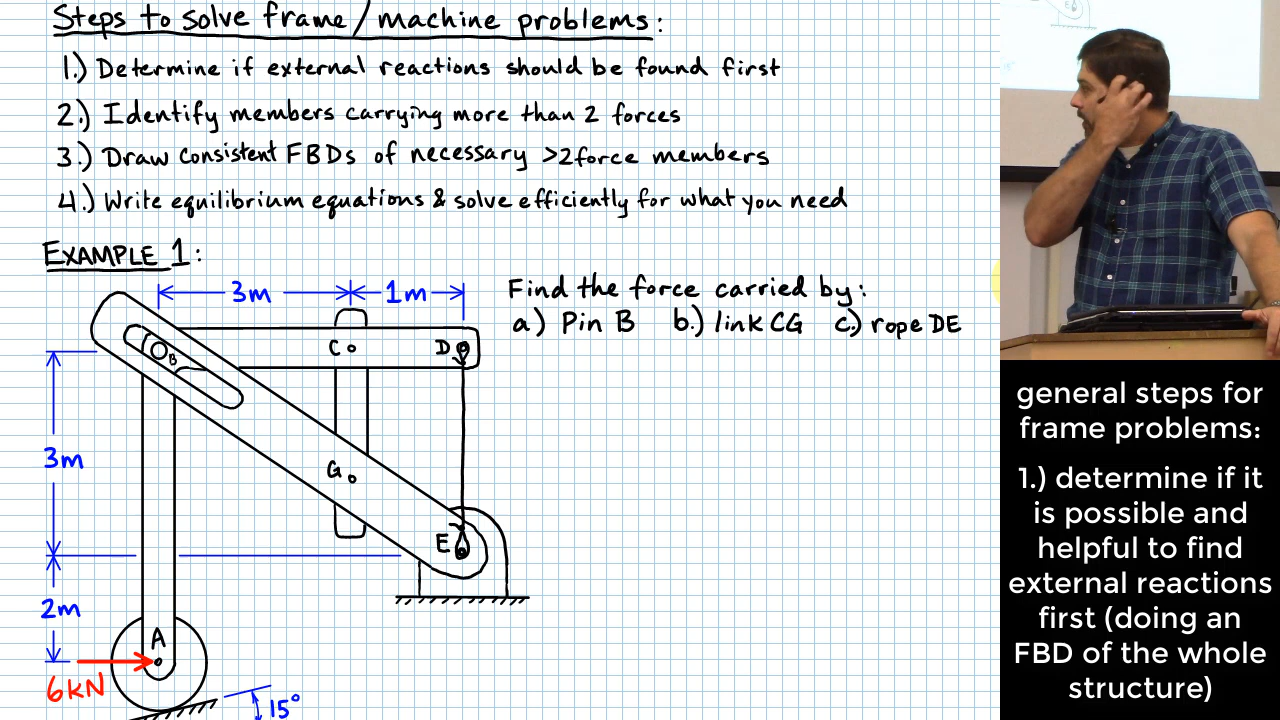 Steps to solve frame/machine problems:
1.) Determine if external reactions should be found first
2.) Identify members carrying more than 2 forces
3.) Draw consistent FBDs of necessary >2force members
4.) Write equilibrium equations & solve efficiently for what you need
EXAMPLE 1:
3m
1m
Find the force carried by:
a) Pin B b.) link CG c.) rope DE
B
C
D
3m
G
E
2m
A
6kN
15°
E
15°
general steps for
frame problems:
1.) determine if it
is possible and
helpful to find
external reactions
first (doing an
FBD of the whole
structure)